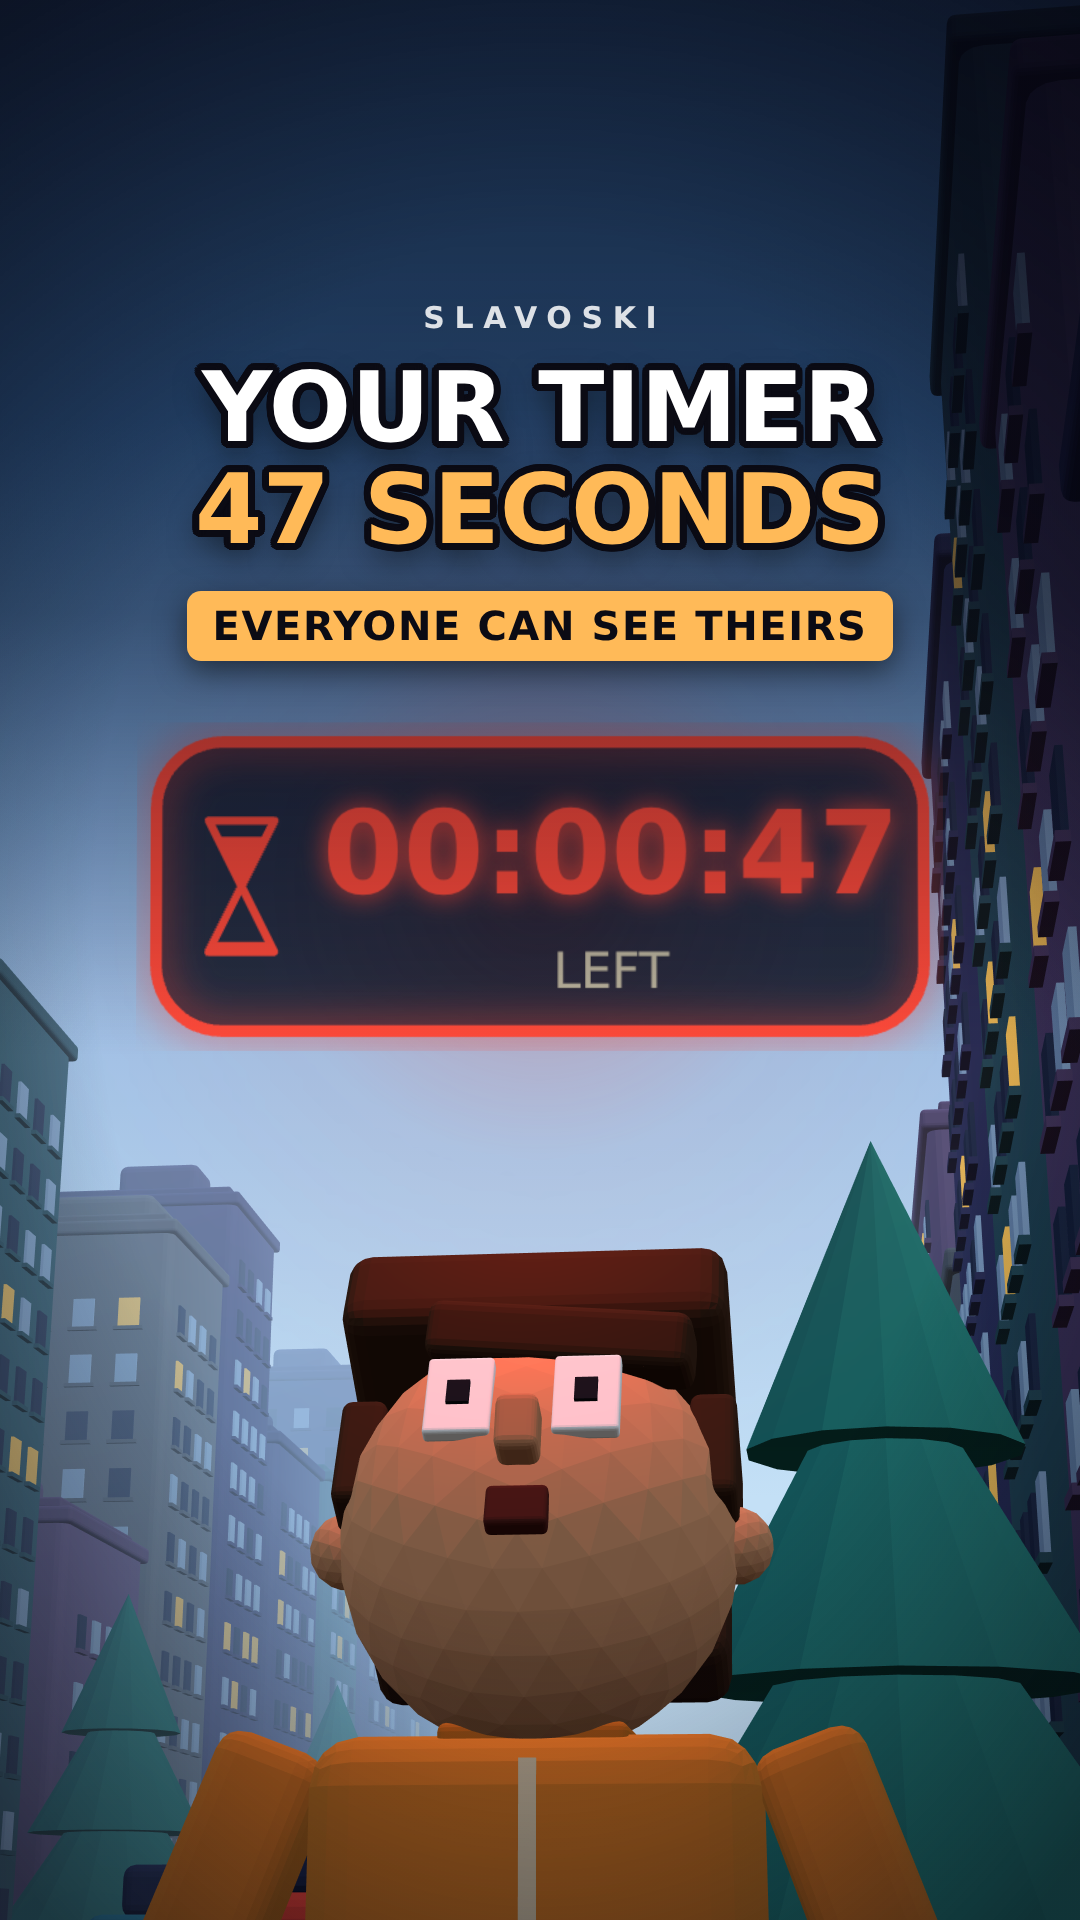 SLAVOSKI
YOUR TIMER
47 SECONDS
EVERYONE CAN SEE THEIRS
00:00:47
LEFT